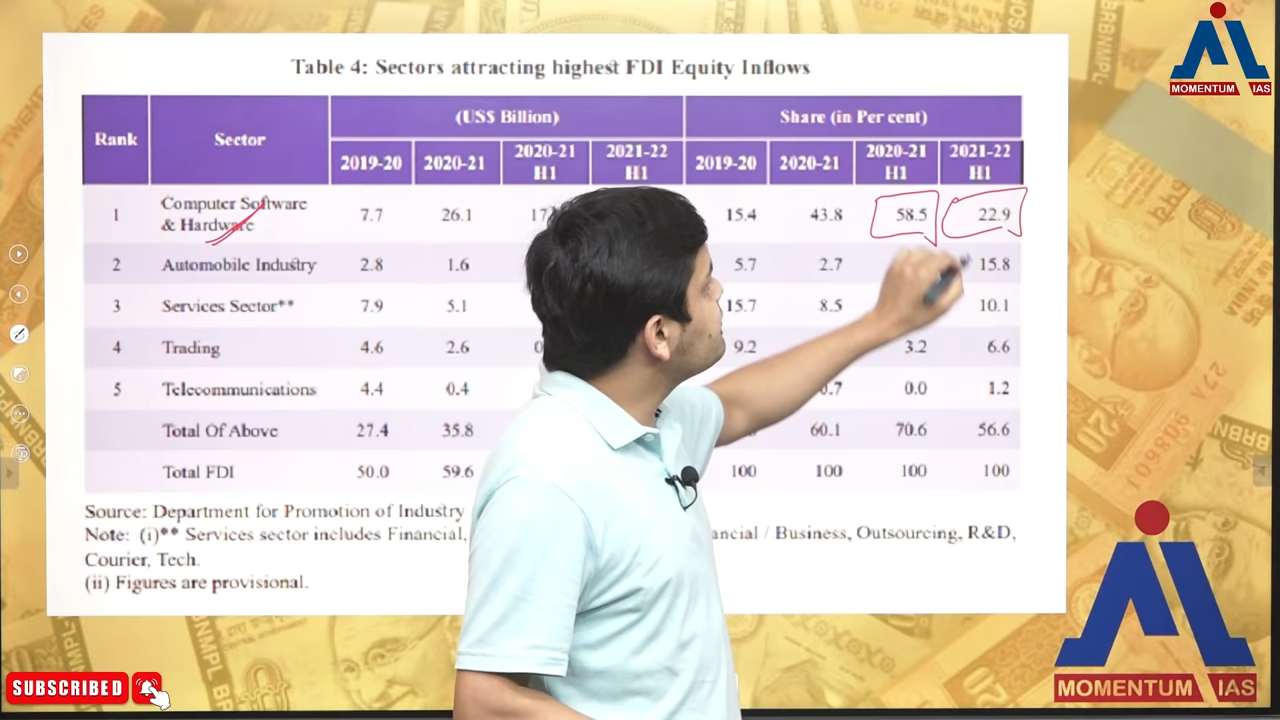 Table 4: Sectors attracting highest FDI Equity Inflows
Rank Sector (US$ Billion) Share (in Per cent)
2019-20 2020-21 2020-21 H1 2021-22 H1 2019-20 2020-21 2020-21 H1 2021-22 H1
1 Computer Software & Hardware 7.7 26.1 15.4 43.8 58.5 22.9
2 Automobile Industry 2.8 1.6 5.7 2.7 15.8
3 Services Sector** 7.9 5.1 15.7 8.5 10.1
4 Trading 4.6 2.6 9.2 3.2 6.6
5 Telecommunications 4.4 0.4 0.0 1.2
Total Of Above 27.4 35.8 60.1 70.6 56.6
Total FDI 50.0 59.6 100 100 100 100
Source: Department for Promotion of Industry
Note: (i)** Services sector includes Financial, / Business, Outsourcing, R&D,
Courier, Tech.
(ii) Figures are provisional.
MOMENTUM IAS
MOMENTUM IAS
SUBSCRIBED